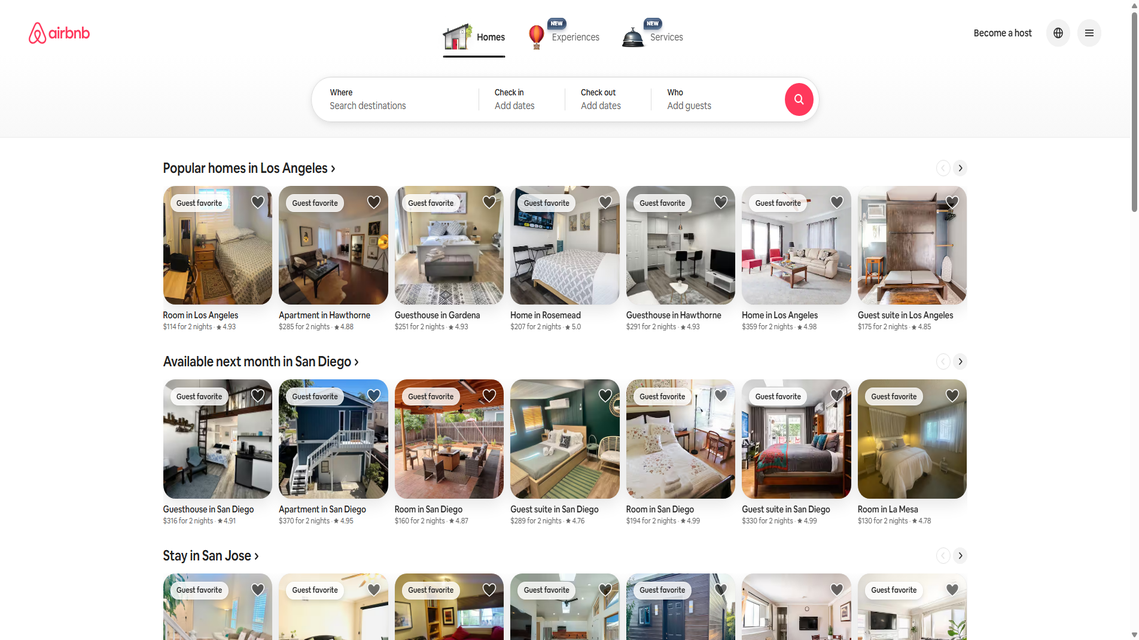 airbnb
Homes
NEW
Experiences
NEW
Services
Become a host
Where
Search destinations
Check in
Add dates
Check out
Add dates
Who
Add guests
Popular homes in Los Angeles ›
Guest favorite
Guest favorite
Guest favorite
Guest favorite
Guest favorite
Guest favorite
Room in Los Angeles
$114 for 2 nights · ★ 4.93
Apartment in Hawthorne
$285 for 2 nights · ★ 4.88
Guesthouse in Gardena
$251 for 2 nights · ★ 4.93
Home in Rosemead
$207 for 2 nights · ★ 5.0
Guesthouse in Hawthorne
$291 for 2 nights · ★ 4.93
Home in Los Angeles
$359 for 2 nights · ★ 4.98
Guest suite in Los Angeles
$175 for 2 nights · ★ 4.85
Available next month in San Diego ›
Guest favorite
Guest favorite
Guest favorite
Guest favorite
Guest favorite
Guest favorite
Guest favorite
Guesthouse in San Diego
$316 for 2 nights · ★ 4.91
Apartment in San Diego
$370 for 2 nights · ★ 4.95
Room in San Diego
$160 for 2 nights · ★ 4.87
Guest suite in San Diego
$289 for 2 nights · ★ 4.76
Room in San Diego
$194 for 2 nights · ★ 4.99
Guest suite in San Diego
$330 for 2 nights · ★ 4.99
Room in La Mesa
$130 for 2 nights · ★ 4.78
Stay in San Jose ›
Guest favorite
Guest favorite
Guest favorite
Guest favorite
Guest favorite
Guest favorite
Guest favorite